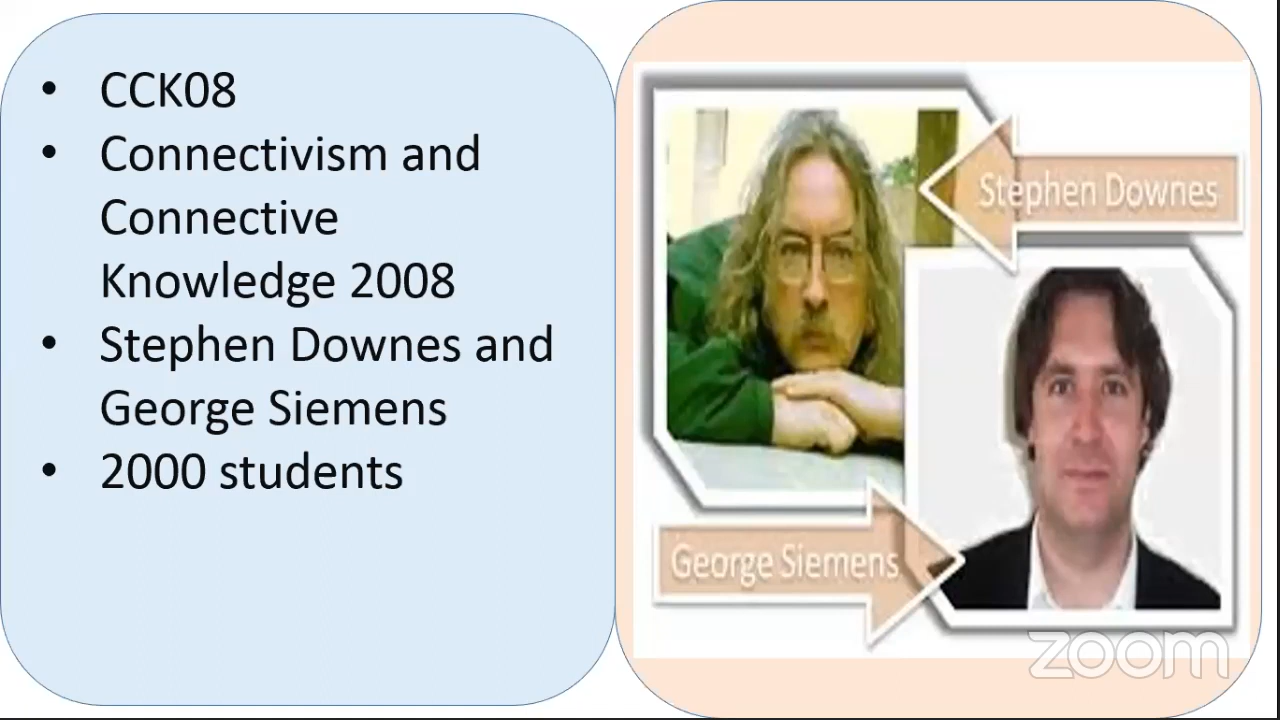 • CCK08
• Connectivism and
Connective
Knowledge 2008
• Stephen Downes and
George Siemens
• 2000 students
Stephen Downes
George Siemens
zoom